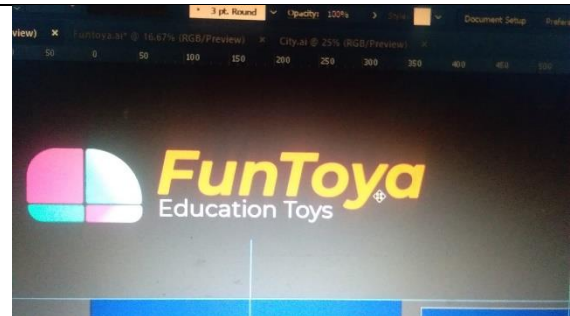 3 pt. Round Opacity: 100% Style Document Setup
view) × Funtoya.ai* @ 16.67% (RGB/Preview) × City.ai @ 25% (RGB/Preview) ×
50 0 50 100 150 200 250 300 350 400 450 500
FunToya
Education Toys